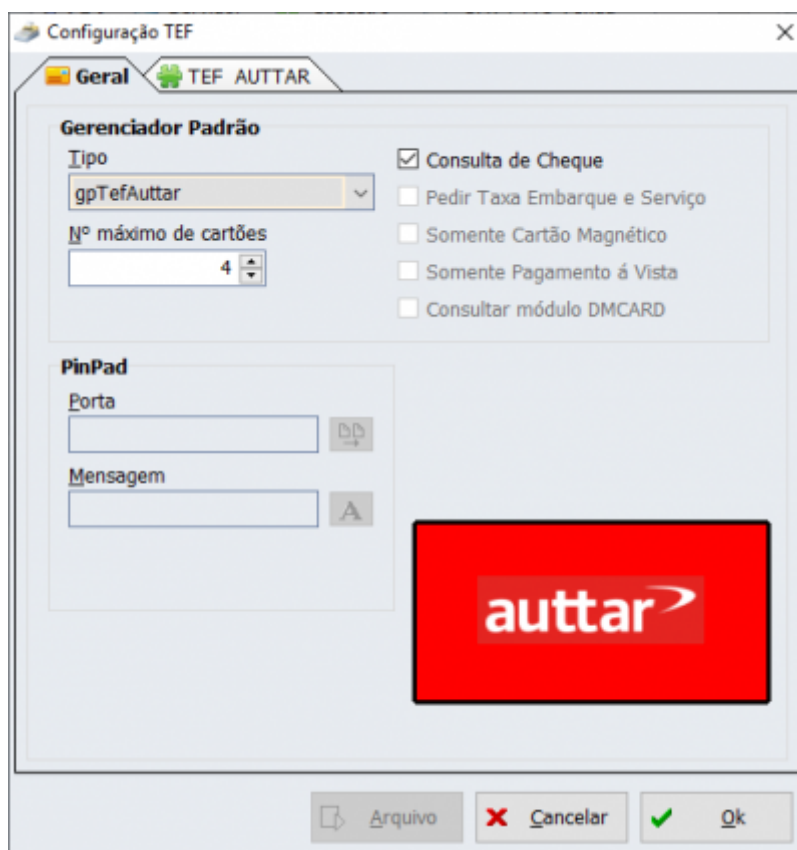 Configuração TEF
Geral
TEF AUTTAR
Gerenciador Padrão
Tipo
gpTefAuttar
Nº máximo de cartões
4
Consulta de Cheque
Pedir Taxa Embarque e Serviço
Somente Cartão Magnético
Somente Pagamento á Vista
Consultar módulo DMCARD
PinPad
Porta
Mensagem
A
auttar
Arquivo
Cancelar
Ok